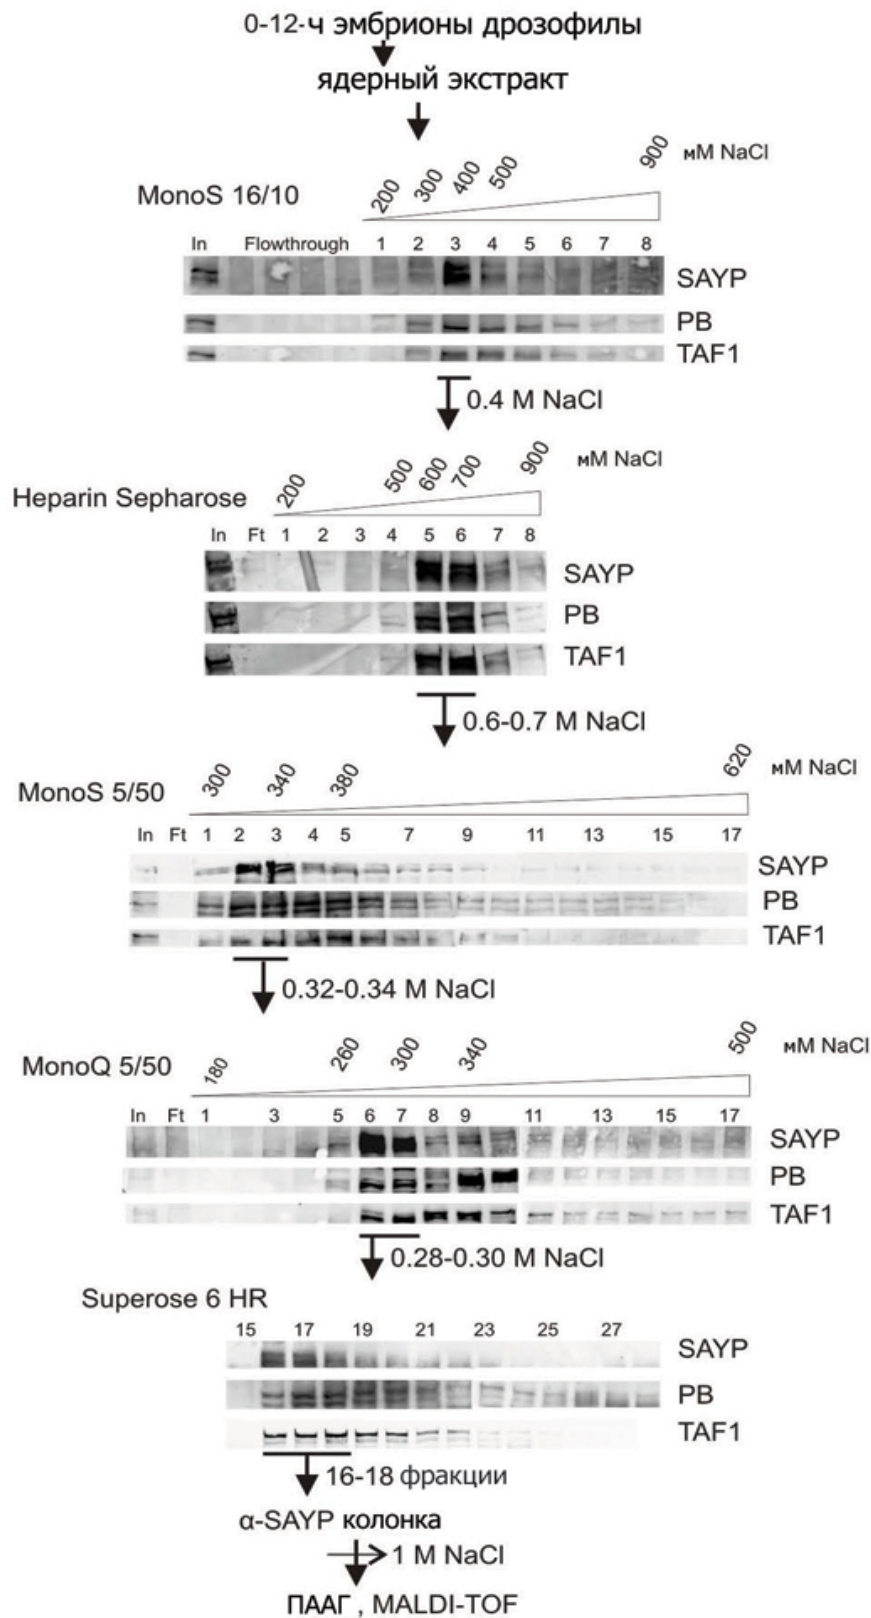 0-12-ч эмбрионы дрозофилы
ядерный экстракт
MonoS 16/10
200 300 400 500 900 мМ NaCl
In Flowthrough 1 2 3 4 5 6 7 8
SAYP
PB
TAF1
0.4 M NaCl
Heparin Sepharose
200 500 600 700 900 мМ NaCl
In Ft 1 2 3 4 5 6 7 8
SAYP
PB
TAF1
0.6-0.7 M NaCl
MonoS 5/50
300 340 380 620 мМ NaCl
In Ft 1 2 3 4 5 7 9 11 13 15 17
SAYP
PB
TAF1
0.32-0.34 M NaCl
MonoQ 5/50
180 260 300 340 500 мМ NaCl
In Ft 1 3 5 6 7 8 9 11 13 15 17
SAYP
PB
TAF1
0.28-0.30 M NaCl
Superose 6 HR
15 17 19 21 23 25 27
SAYP
PB
TAF1
16-18 фракции
α-SAYP колонка
1 M NaCl
ПААГ , MALDI-TOF